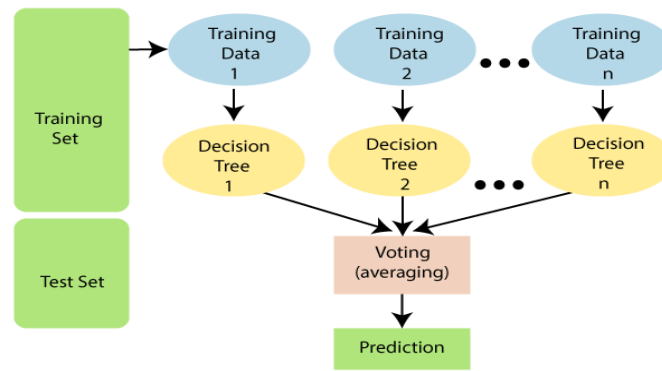 Training
Set
Training
Data
1
Training
Data
2
Training
Data
n
Decision
Tree
1
Decision
Tree
2
Decision
Tree
n
Test Set
Voting
(averaging)
Prediction